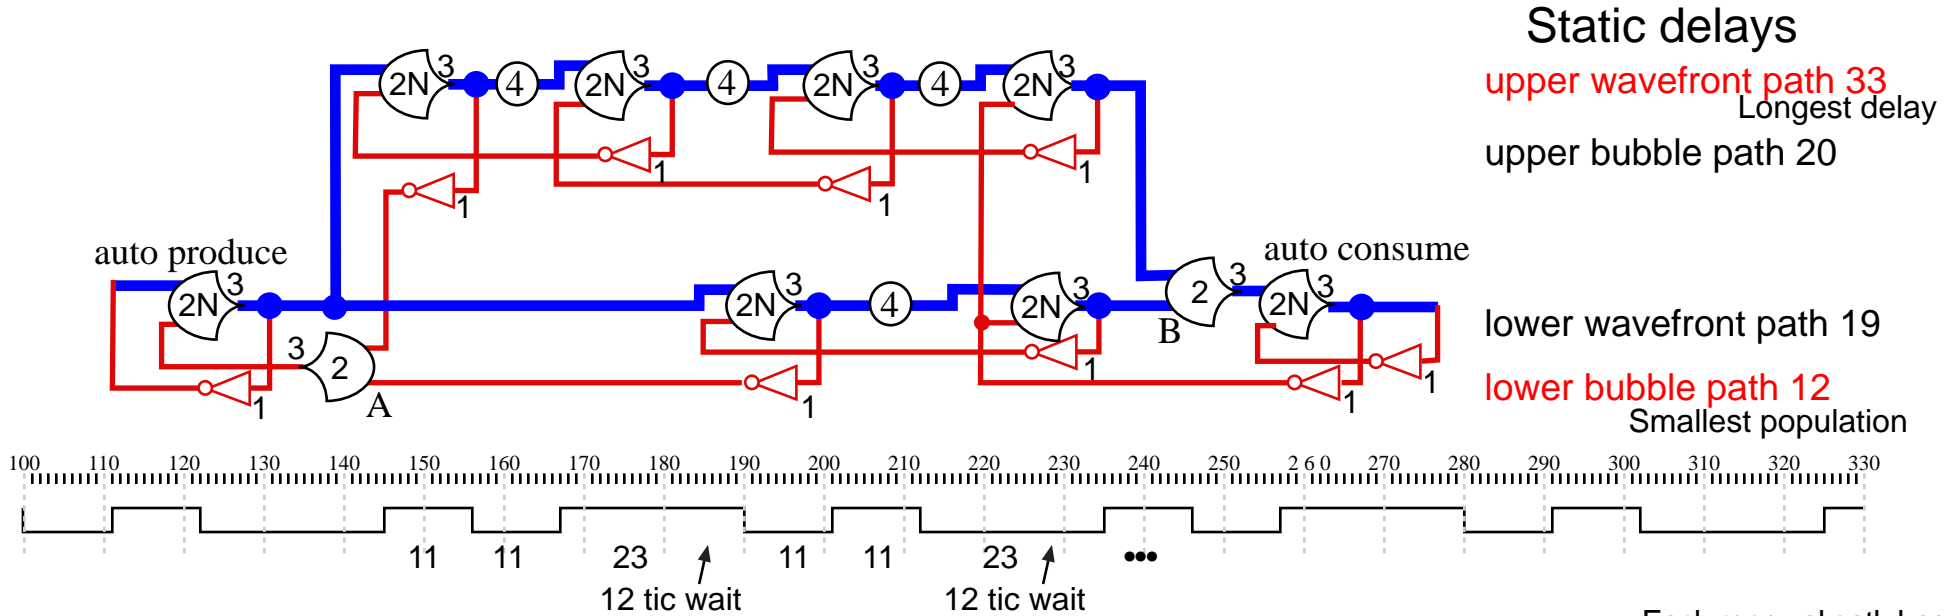 Static delays
upper wavefront path 33
Longest delay
upper bubble path 20
2N 3 4 2N 3 4 2N 3 4 2N 3
1 1
1 1
auto produce
auto consume
2N 3 2N 3 4 2N 3 2 3 2N 3
B
lower wavefront path 19
3 2
A
1 1 1 1 1
lower bubble path 12
Smallest population
100 110 120 130 140 150 160 170 180 190 200 210 220 230 240 250 2 6 0 270 280 290 300 310 320 330
11 11 23 11 11 23 •••
12 tic wait 12 tic wait